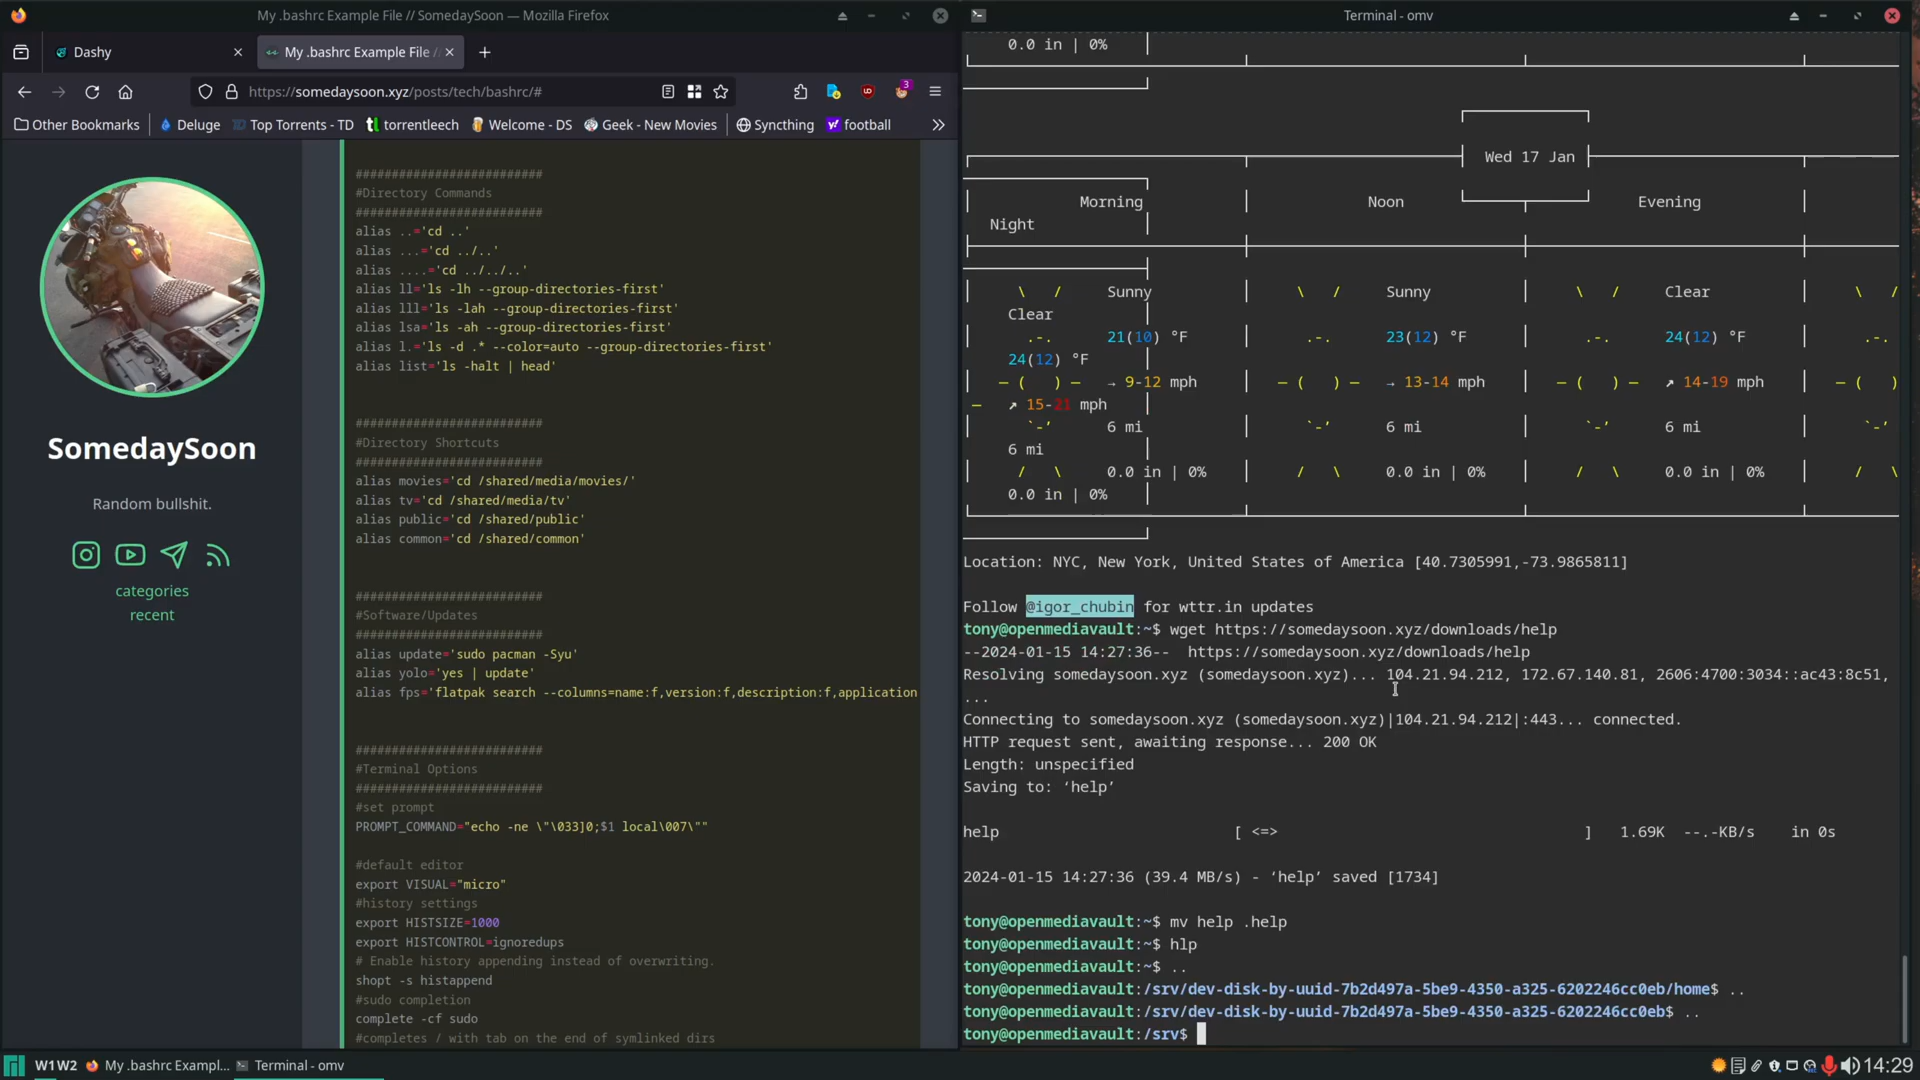 My .bashrc Example File // SomedaySoon — Mozilla Firefox
Dashy
My .bashrc Example File /
https://somedaysoon.xyz/posts/tech/bashrc/#
3
Other Bookmarks
Deluge
Top Torrents - TD
torrentleech
Welcome - DS
Geek - New Movies
Syncthing
football
SomedaySoon
Random bullshit.
categories
recent
##########################
#Directory Commands
##########################
alias ..='cd ..'
alias ...='cd ../..'
alias ....='cd ../../..'
alias ll='ls -lh --group-directories-first'
alias lll='ls -lah --group-directories-first'
alias lsa='ls -ah --group-directories-first'
alias l.='ls -d .* --color=auto --group-directories-first'
alias list='ls -halt | head'
##########################
#Directory Shortcuts
##########################
alias movies='cd /shared/media/movies/'
alias tv='cd /shared/media/tv'
alias public='cd /shared/public'
alias common='cd /shared/common'
##########################
#Software/Updates
##########################
alias update='sudo pacman -Syu'
alias yolo='yes | update'
alias fps='flatpak search --columns=name:f,version:f,description:f,application
##########################
#Terminal Options
##########################
#set prompt
PROMPT_COMMAND="echo -ne \"\033]0;$1 local\007\""
#default editor
export VISUAL="micro"
#history settings
export HISTSIZE=1000
export HISTCONTROL=ignoredups
# Enable history appending instead of overwriting.
shopt -s histappend
#sudo completion
complete -cf sudo
#completes / with tab on the end of symlinked dirs
Terminal - omv
0.0 in | 0%
Wed 17 Jan
Morning Noon Evening
Night
Sunny Sunny Clear
Clear
21(10) °F 23(12) °F 24(12) °F
24(12) °F
→ 9-12 mph → 13-14 mph ↗ 14-19 mph
↗ 15-21 mph
6 mi 6 mi 6 mi
6 mi
0.0 in | 0% 0.0 in | 0% 0.0 in | 0%
0.0 in | 0%
Location: NYC, New York, United States of America [40.7305991,-73.9865811]
Follow @igor_chubin for wttr.in updates
tony@openmediavault:~$ wget https://somedaysoon.xyz/downloads/help
--2024-01-15 14:27:36--  https://somedaysoon.xyz/downloads/help
Resolving somedaysoon.xyz (somedaysoon.xyz)... 104.21.94.212, 172.67.140.81, 2606:4700:3034::ac43:8c51,
...
Connecting to somedaysoon.xyz (somedaysoon.xyz)|104.21.94.212|:443... connected.
HTTP request sent, awaiting response... 200 OK
Length: unspecified
Saving to: ‘help’
help [ <=> ] 1.69K --.-KB/s in 0s
2024-01-15 14:27:36 (39.4 MB/s) - ‘help’ saved [1734]
tony@openmediavault:~$ mv help .help
tony@openmediavault:~$ hlp
tony@openmediavault:~$ ..
tony@openmediavault:/srv/dev-disk-by-uuid-7b2d497a-5be9-4350-a325-6202246cc0eb/home$ ..
tony@openmediavault:/srv/dev-disk-by-uuid-7b2d497a-5be9-4350-a325-6202246cc0eb$ ..
tony@openmediavault:/srv$
W1W2
My .bashrc Exampl...
Terminal - omv
14:29